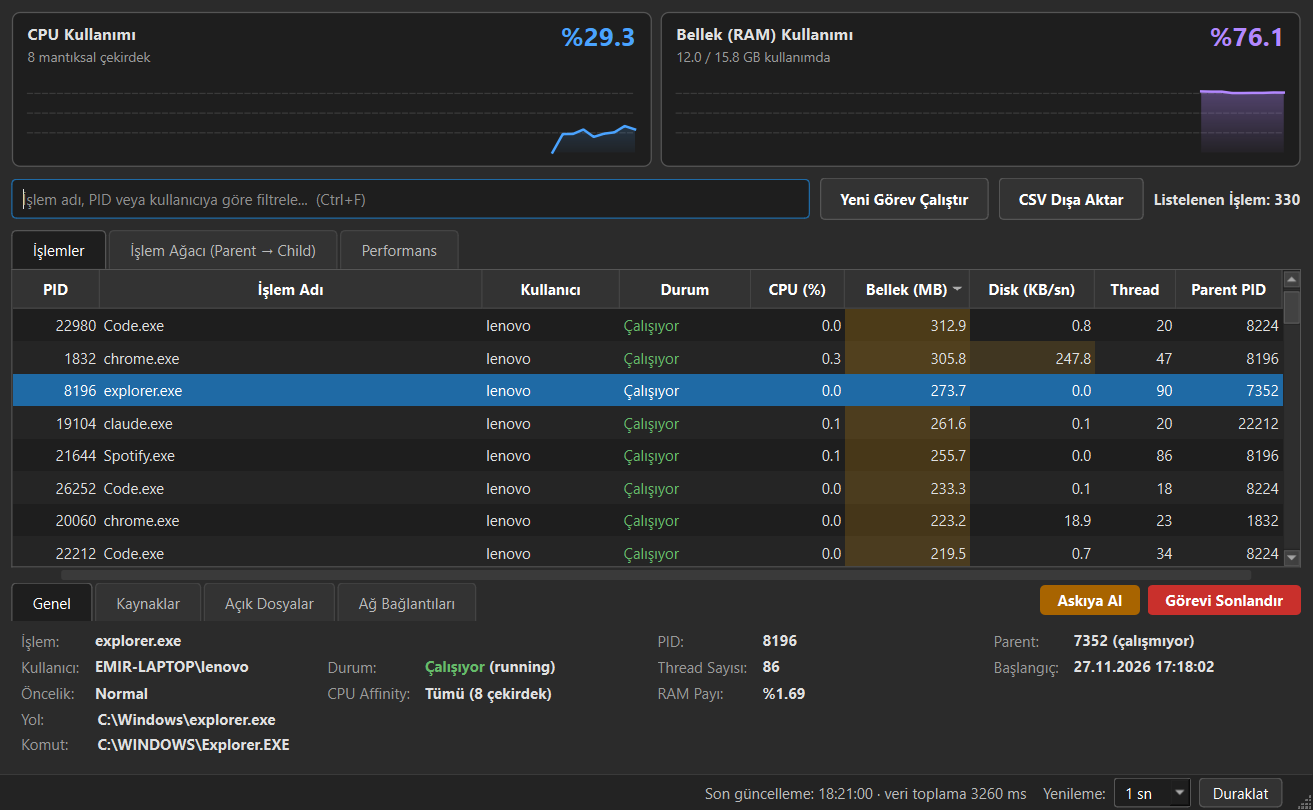 CPU Kullanımı %29.3
8 mantıksal çekirdek
Bellek (RAM) Kullanımı %76.1
12.0 / 15.8 GB kullanımda
İşlem adı, PID veya kullanıcıya göre filtrele... (Ctrl+F)
Yeni Görev Çalıştır
CSV Dışa Aktar
Listelenen İşlem: 330
İşlemler İşlem Ağacı (Parent → Child) Performans
PID İşlem Adı Kullanıcı Durum CPU (%) Bellek (MB) Disk (KB/sn) Thread Parent PID
22980 Code.exe lenovo Çalışıyor 0.0 312.9 0.8 20 8224
1832 chrome.exe lenovo Çalışıyor 0.3 305.8 247.8 47 8196
8196 explorer.exe lenovo Çalışıyor 0.0 273.7 0.0 90 7352
19104 claude.exe lenovo Çalışıyor 0.1 261.6 0.1 20 22212
21644 Spotify.exe lenovo Çalışıyor 0.1 255.7 0.0 86 8196
26252 Code.exe lenovo Çalışıyor 0.0 233.3 0.1 18 8224
20060 chrome.exe lenovo Çalışıyor 0.0 223.2 18.9 23 1832
22212 Code.exe lenovo Çalışıyor 0.0 219.5 0.7 34 8224
Genel Kaynaklar Açık Dosyalar Ağ Bağlantıları
Askıya Al
Görevi Sonlandır
İşlem: explorer.exe PID: 8196 Parent: 7352 (çalışmıyor)
Kullanıcı: EMIR-LAPTOP\lenovo Durum: Çalışıyor (running) Thread Sayısı: 86 Başlangıç: 27.11.2026 17:18:02
Öncelik: Normal CPU Affinity: Tümü (8 çekirdek) RAM Payı: %1.69
Yol: C:\Windows\explorer.exe
Komut: C:\WINDOWS\Explorer.EXE
Son güncelleme: 18:21:00 · veri toplama 3260 ms Yenileme: 1 sn Duraklat